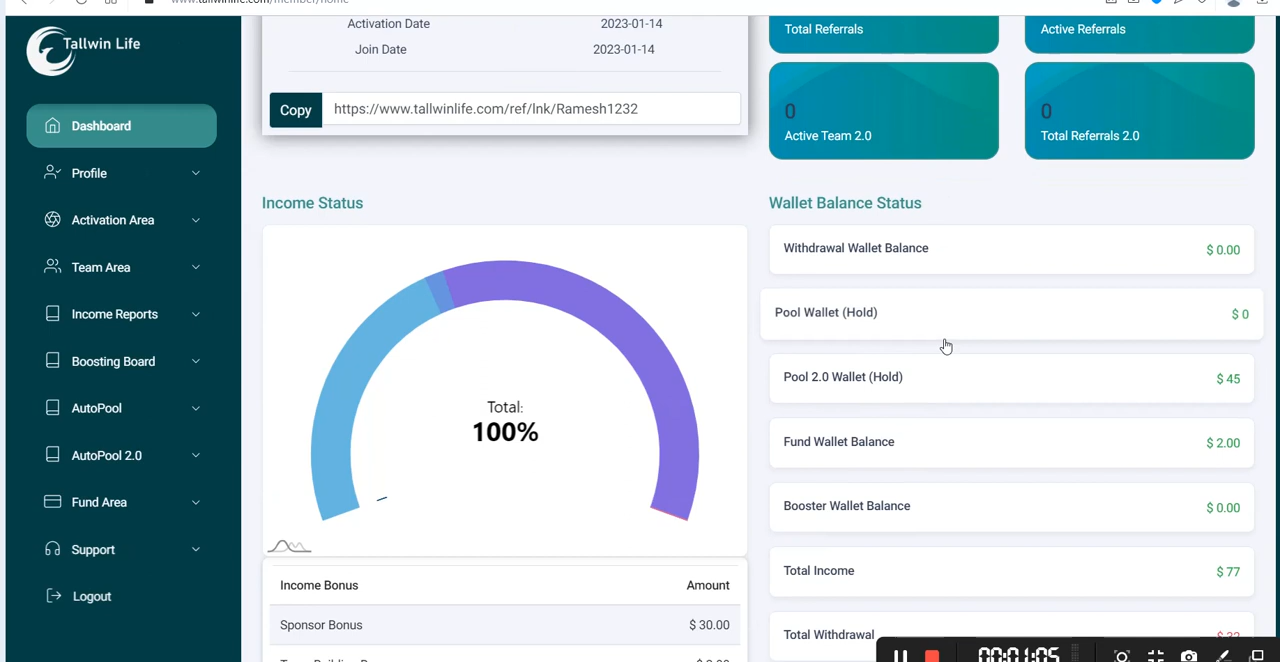 Tallwin Life
Dashboard
Profile
Activation Area
Team Area
Income Reports
Boosting Board
AutoPool
AutoPool 2.0
Fund Area
Support
Logout
Activation Date 2023-01-14
Join Date 2023-01-14
Copy https://www.tallwinlife.com/ref/lnk/Ramesh1232
Total Referrals
Active Referrals
0
Active Team 2.0
0
Total Referrals 2.0
Income Status
Total:
100%
Income Bonus Amount
Sponsor Bonus $ 30.00
Wallet Balance Status
Withdrawal Wallet Balance $ 0.00
Pool Wallet (Hold) $ 0
Pool 2.0 Wallet (Hold) $ 45
Fund Wallet Balance $ 2.00
Booster Wallet Balance $ 0.00
Total Income $ 77
Total Withdrawal $ 32
00:01:05